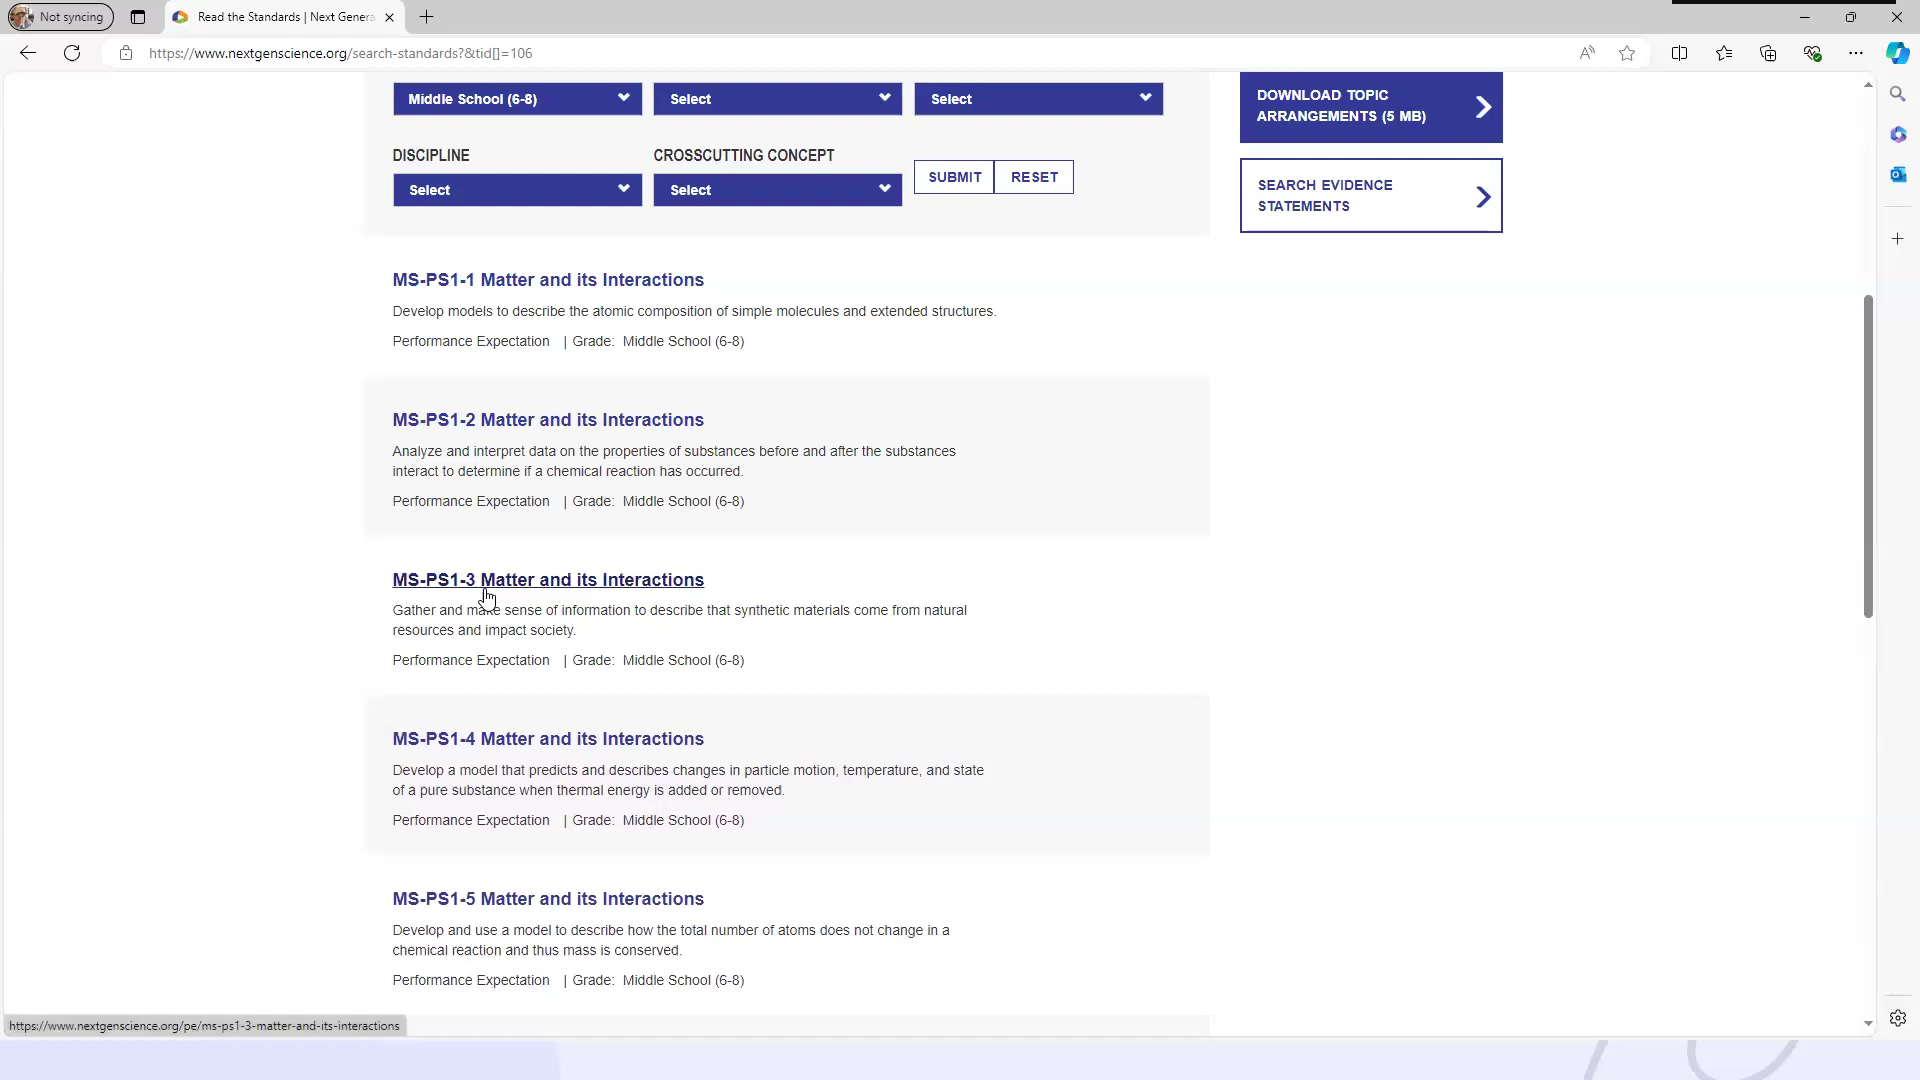 Not syncing
Read the Standards | Next Genera
https://www.nextgenscience.org/search-standards?&tid[]=106
Middle School (6-8)
Select
Select
DOWNLOAD TOPIC
ARRANGEMENTS (5 MB)
DISCIPLINE
CROSSCUTTING CONCEPT
Select
Select
SUBMIT
RESET
SEARCH EVIDENCE
STATEMENTS
MS-PS1-1 Matter and its Interactions
Develop models to describe the atomic composition of simple molecules and extended structures.
Performance Expectation | Grade: Middle School (6-8)
MS-PS1-2 Matter and its Interactions
Analyze and interpret data on the properties of substances before and after the substances
interact to determine if a chemical reaction has occurred.
Performance Expectation | Grade: Middle School (6-8)
MS-PS1-3 Matter and its Interactions
Gather and make sense of information to describe that synthetic materials come from natural
resources and impact society.
Performance Expectation | Grade: Middle School (6-8)
MS-PS1-4 Matter and its Interactions
Develop a model that predicts and describes changes in particle motion, temperature, and state
of a pure substance when thermal energy is added or removed.
Performance Expectation | Grade: Middle School (6-8)
MS-PS1-5 Matter and its Interactions
Develop and use a model to describe how the total number of atoms does not change in a
chemical reaction and thus mass is conserved.
Performance Expectation | Grade: Middle School (6-8)
https://www.nextgenscience.org/pe/ms-ps1-3-matter-and-its-interactions